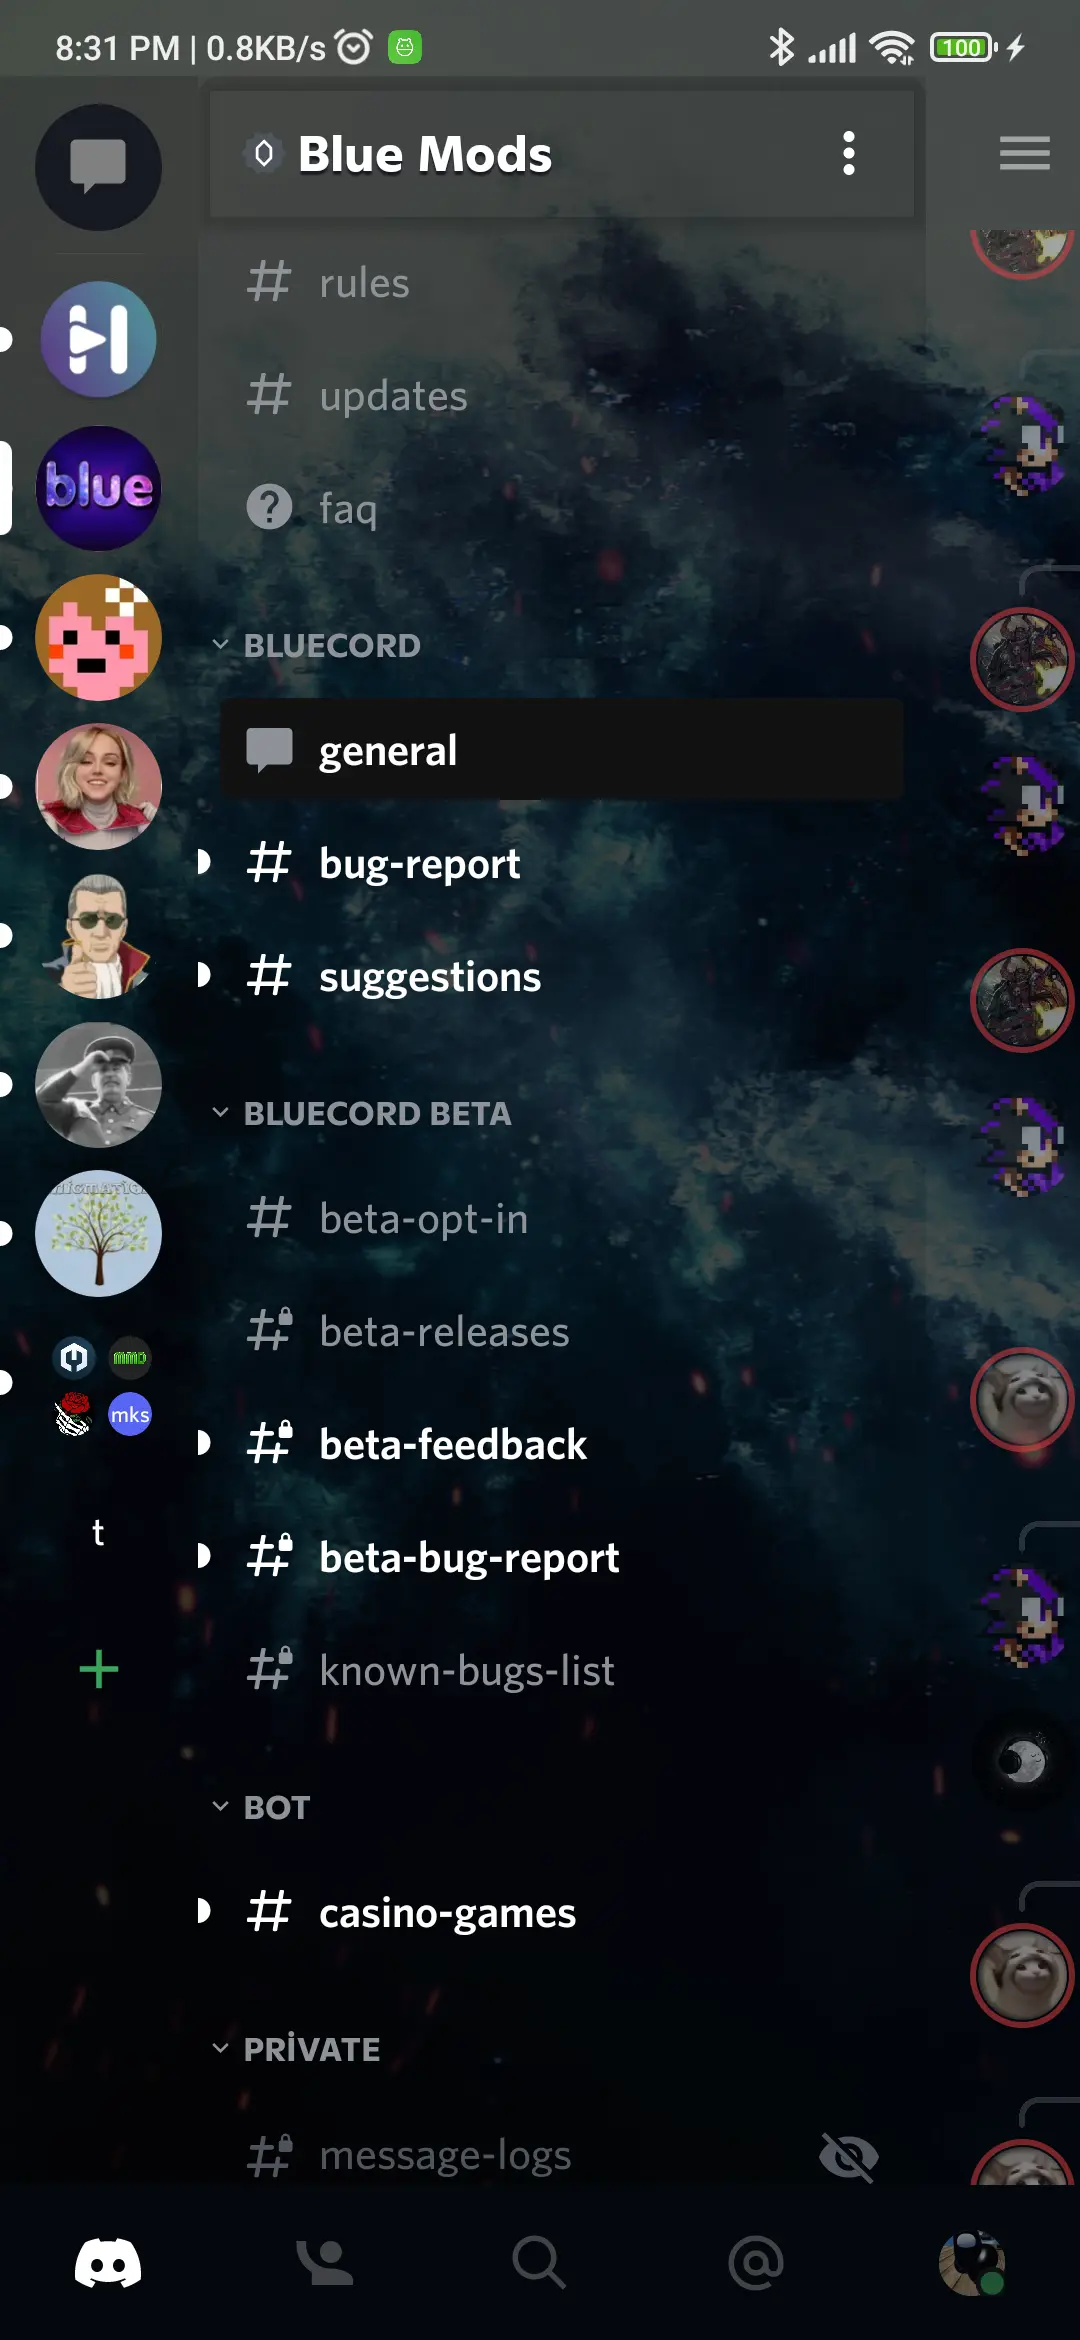 8:31 PM | 0.8KB/s
100
Blue Mods
rules
updates
faq
blue
BLUECORD
general
bug-report
suggestions
BLUECORD BETA
beta-opt-in
beta-releases
mmd
mks
beta-feedback
t
beta-bug-report
known-bugs-list
BOT
casino-games
PRİVATE
message-logs